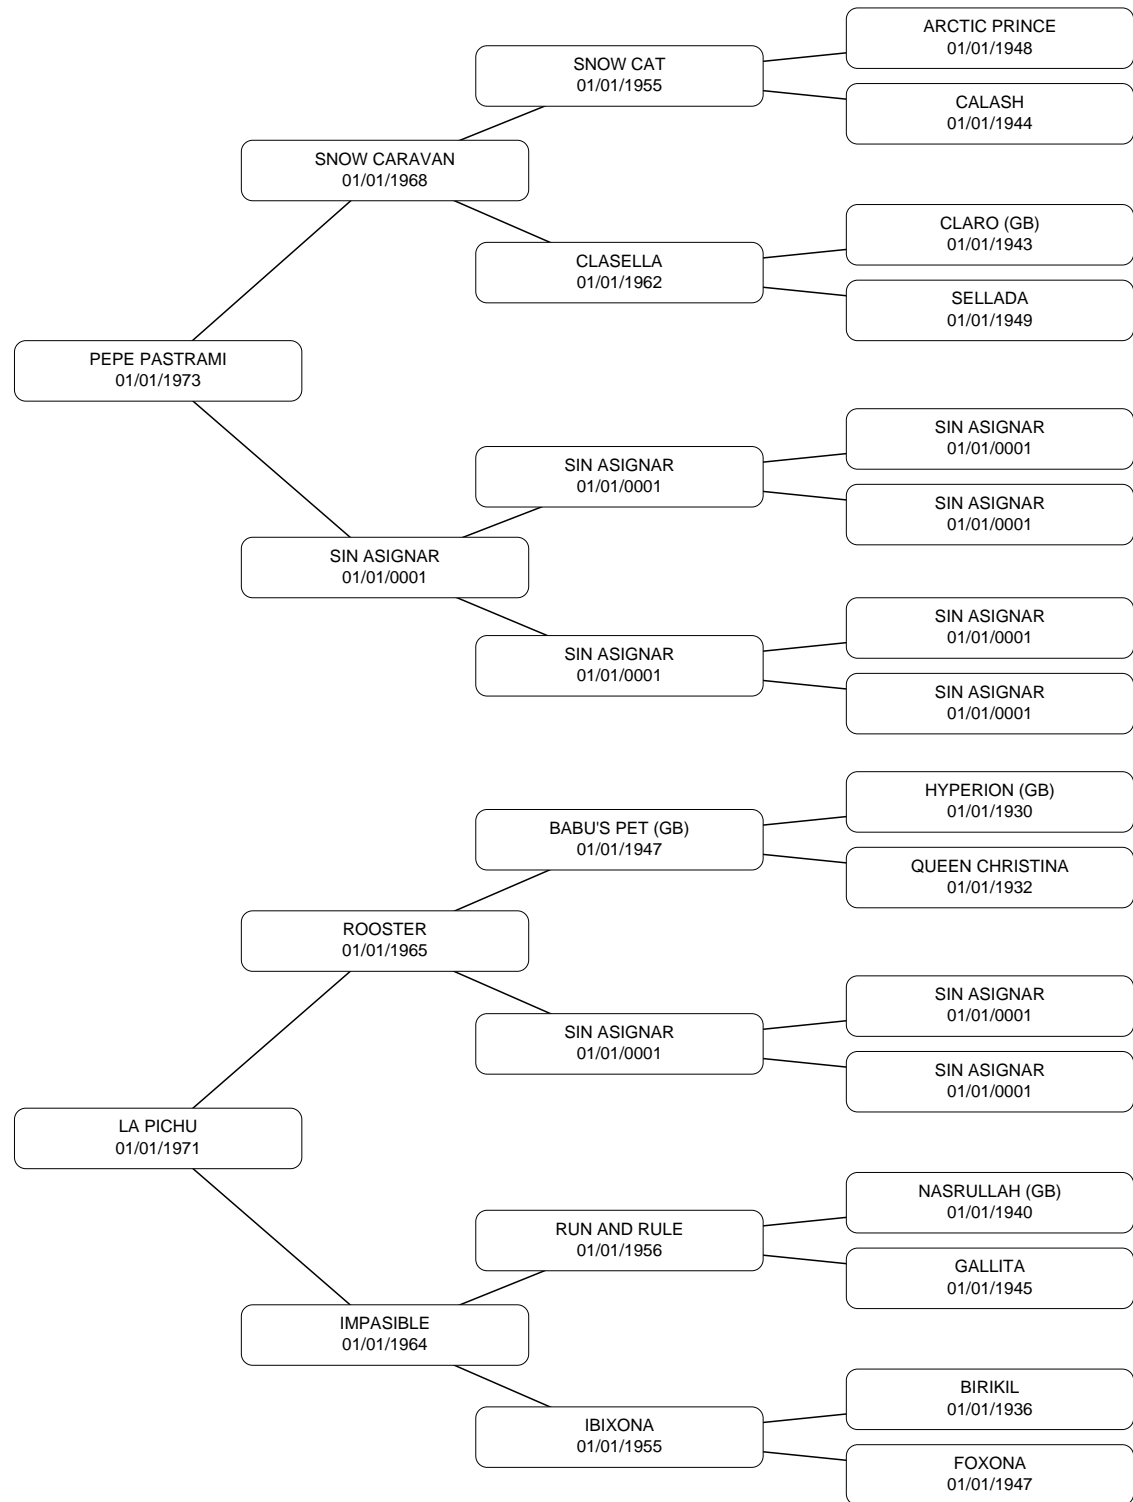 ARCTIC PRINCE
01/01/1948
SNOW CAT
01/01/1955
CALASH
01/01/1944
SNOW CARAVAN
01/01/1968
CLARO (GB)
01/01/1943
CLASELLA
01/01/1962
SELLADA
01/01/1949
PEPE PASTRAMI
01/01/1973
SIN ASIGNAR
01/01/0001
SIN ASIGNAR
01/01/0001
SIN ASIGNAR
01/01/0001
SIN ASIGNAR
01/01/0001
SIN ASIGNAR
01/01/0001
SIN ASIGNAR
01/01/0001
SIN ASIGNAR
01/01/0001
HYPERION (GB)
01/01/1930
BABU'S PET (GB)
01/01/1947
QUEEN CHRISTINA
01/01/1932
ROOSTER
01/01/1965
SIN ASIGNAR
01/01/0001
SIN ASIGNAR
01/01/0001
SIN ASIGNAR
01/01/0001
LA PICHU
01/01/1971
NASRULLAH (GB)
01/01/1940
RUN AND RULE
01/01/1956
GALLITA
01/01/1945
IMPASIBLE
01/01/1964
BIRIKIL
01/01/1936
IBIXONA
01/01/1955
FOXONA
01/01/1947